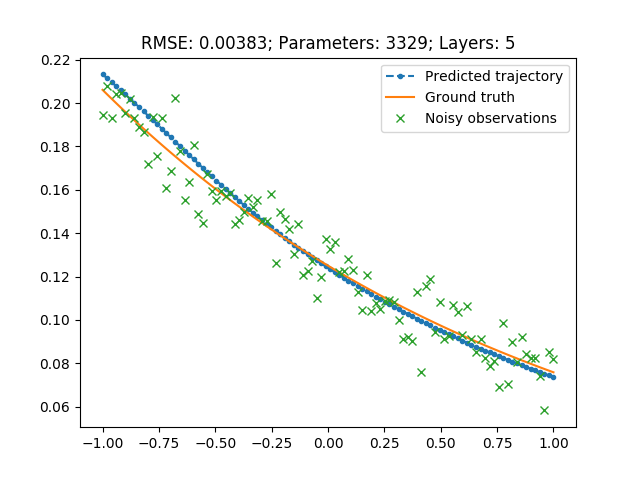 RMSE: 0.00383; Parameters: 3329; Layers: 5
Predicted trajectory
Ground truth
Noisy observations
0.22
0.20
0.18
0.16
0.14
0.12
0.10
0.08
0.06
−1.00 −0.75 −0.50 −0.25 0.00 0.25 0.50 0.75 1.00